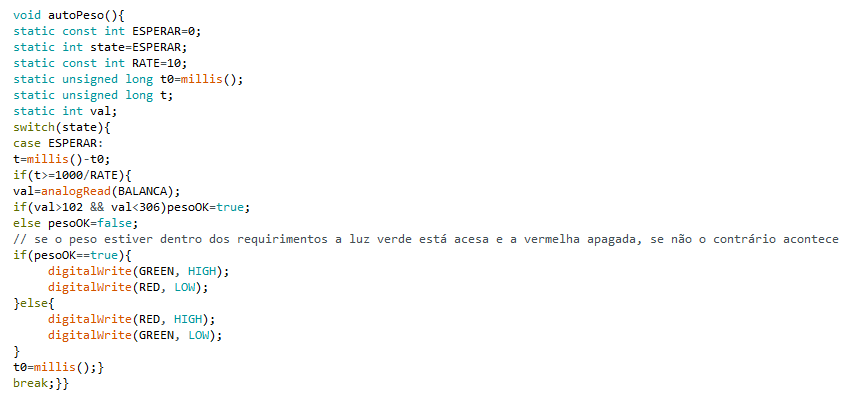 void autoPeso(){
static const int ESPERAR=0;
static int state=ESPERAR;
static const int RATE=10;
static unsigned long t0=millis();
static unsigned long t;
static int val;
switch(state){
case ESPERAR:
t=millis()-t0;
if(t>=1000/RATE){
val=analogRead(BALANCA);
if(val>102 && val<306)pesoOK=true;
else pesoOK=false;
// se o peso estiver dentro dos requirimentos a luz verde está acesa e a vermelha apagada, se não o contrário acontece
if(pesoOK==true){
     digitalWrite(GREEN, HIGH);
     digitalWrite(RED, LOW);
}else{
     digitalWrite(RED, HIGH);
     digitalWrite(GREEN, LOW);
}
t0=millis();}
break;}}